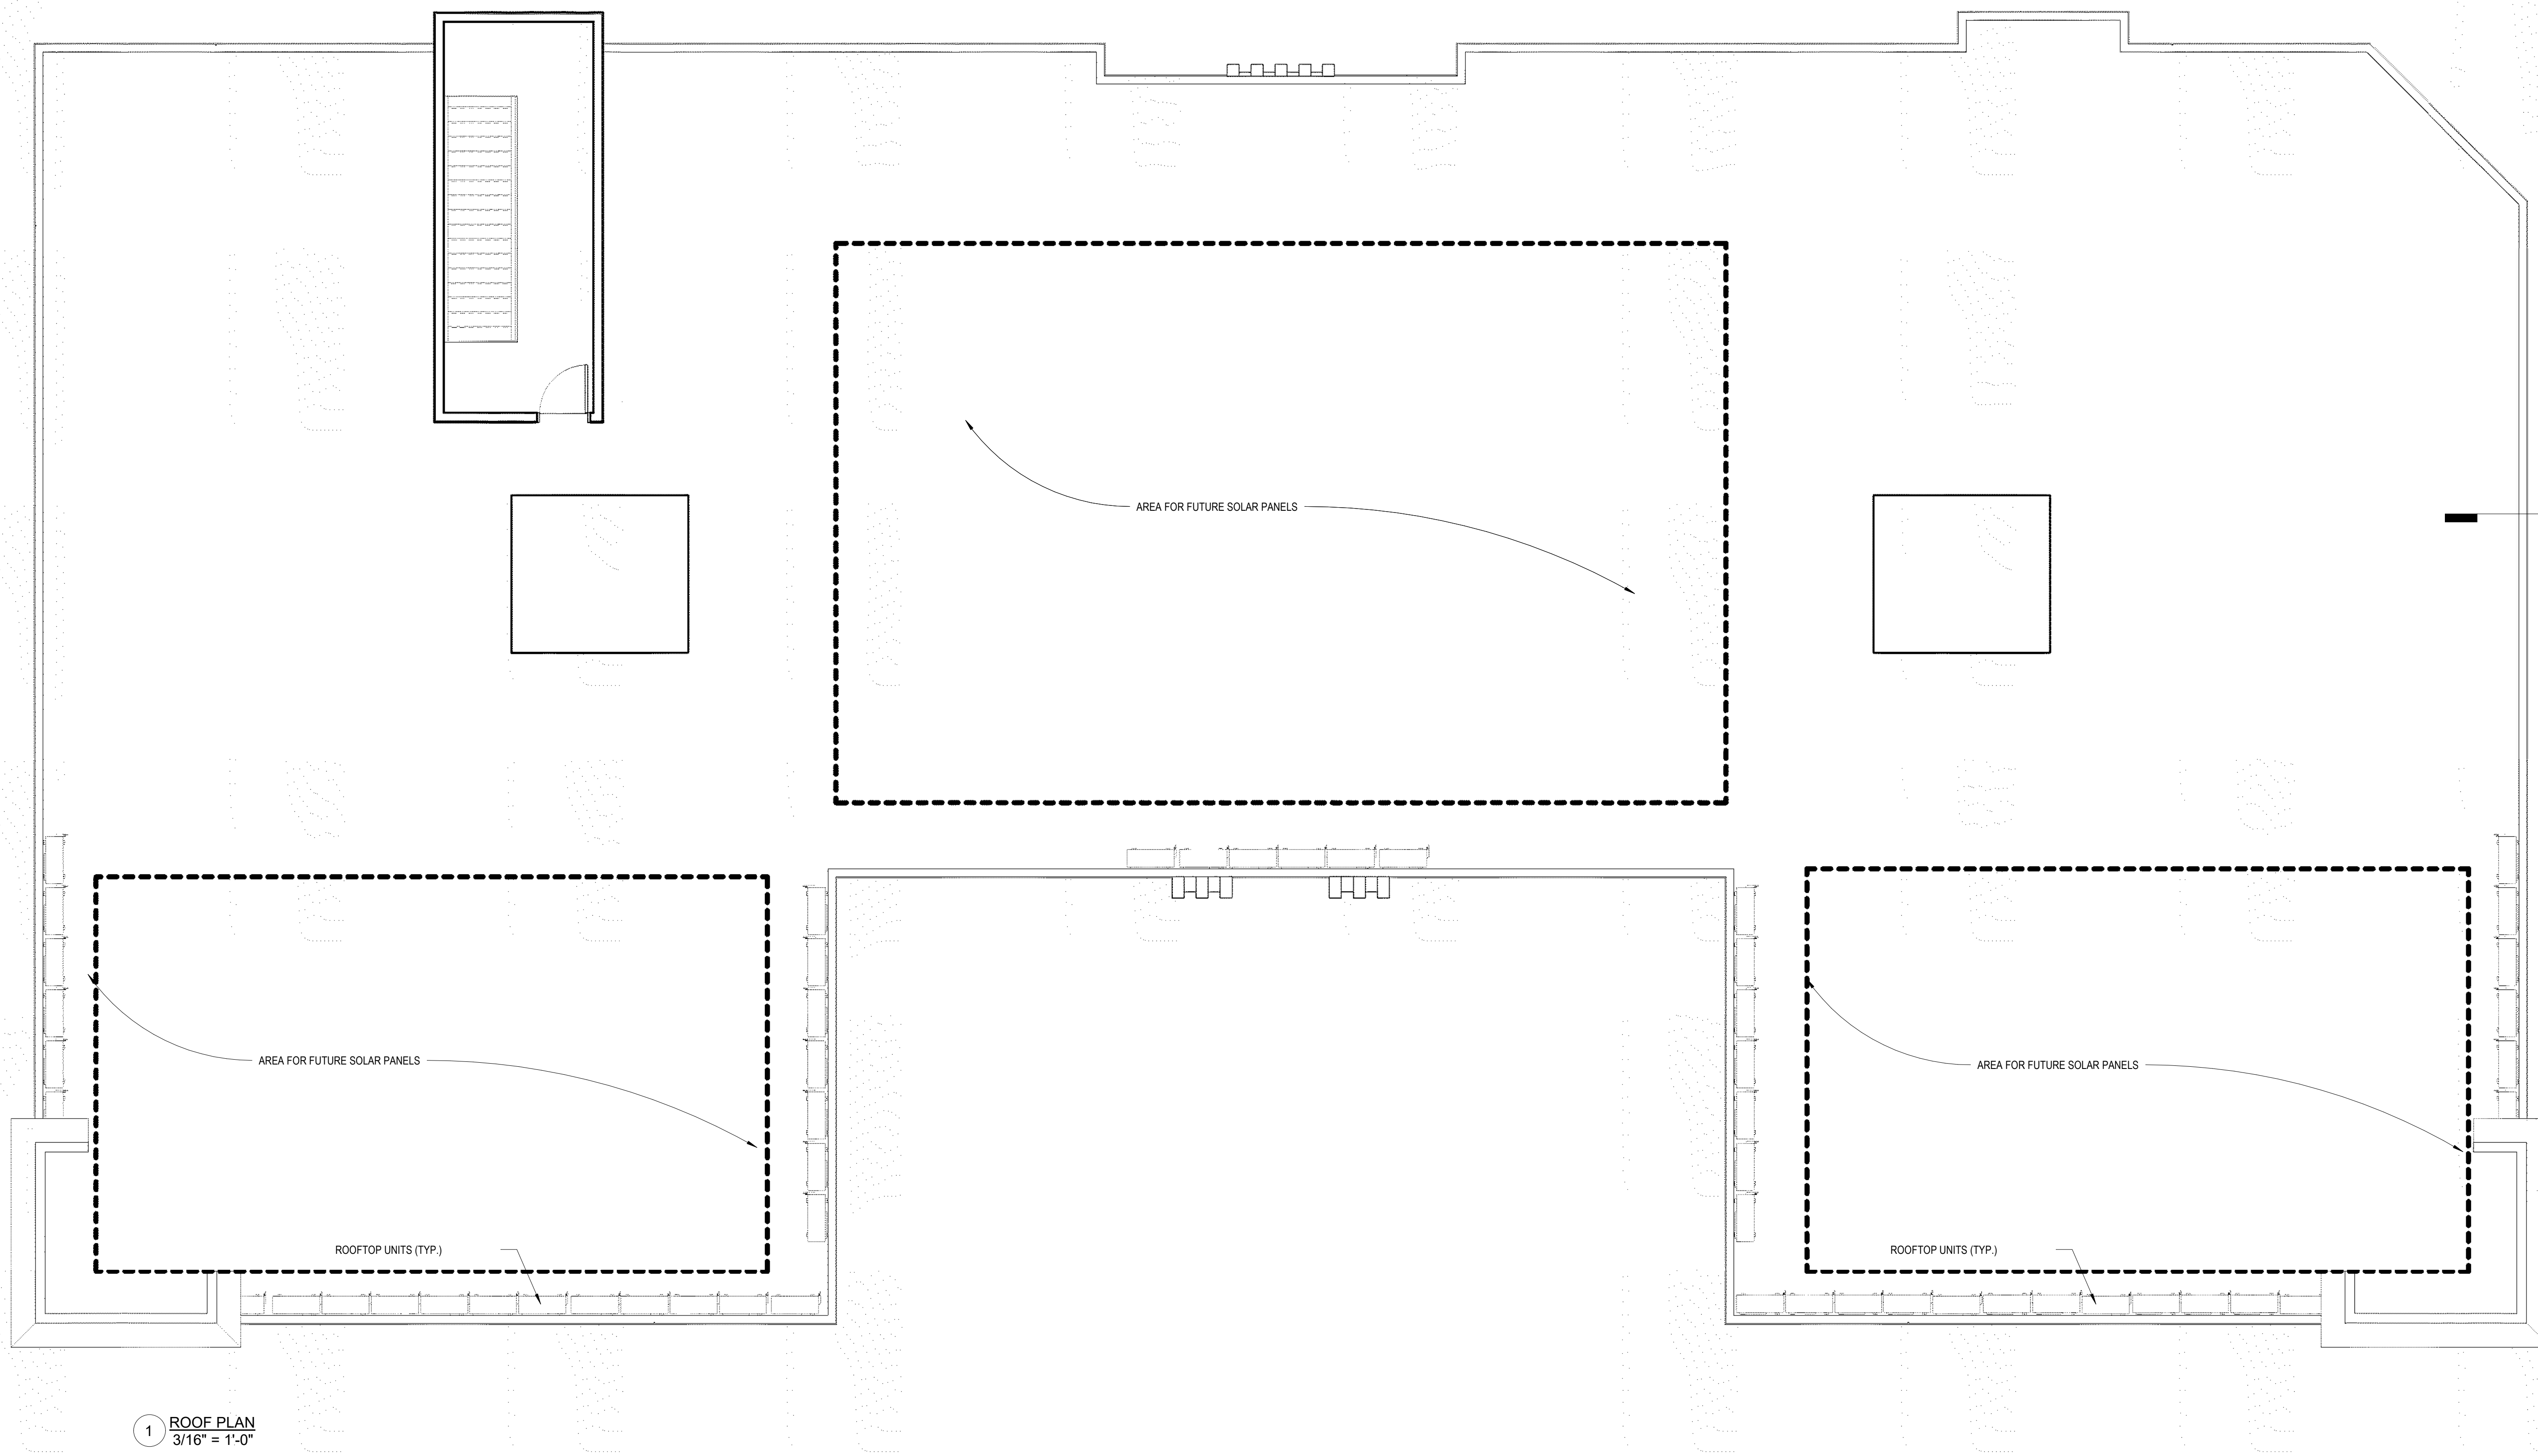 AREA FOR FUTURE SOLAR PANELS
AREA FOR FUTURE SOLAR PANELS
AREA FOR FUTURE SOLAR PANELS
ROOFTOP UNITS (TYP.)
ROOFTOP UNITS (TYP.)
1
ROOF PLAN
3/16" = 1'-0"